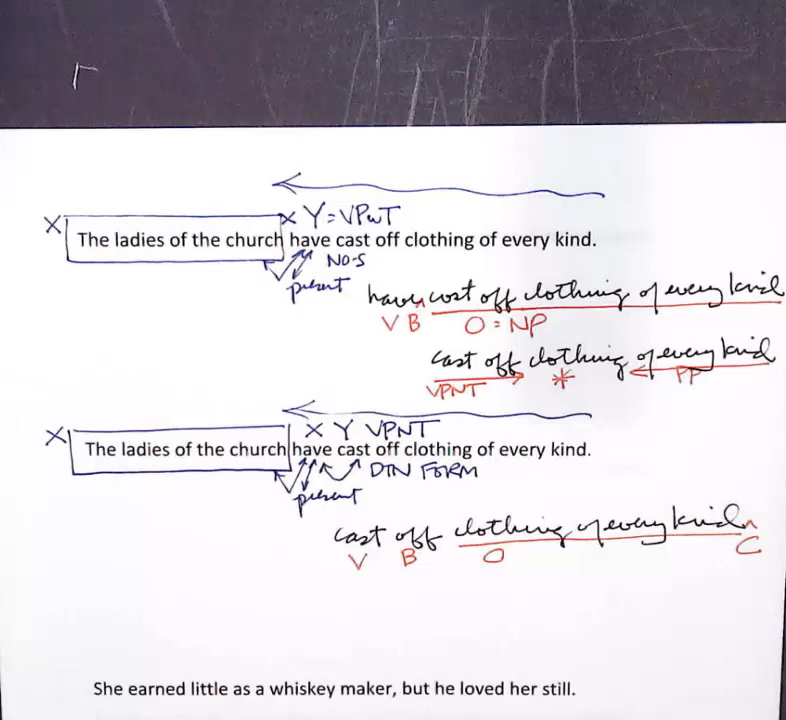 X X Y=VPwT
The ladies of the church have cast off clothing of every kind.
NO-S
present
have cast off clothing of every kind
V B O = NP
cast off clothing of every kind
VPNT * PP
X X Y VPNT
The ladies of the church have cast off clothing of every kind.
DTN FORM
present
cast off clothing of every kind
V B O C
She earned little as a whiskey maker, but he loved her still.